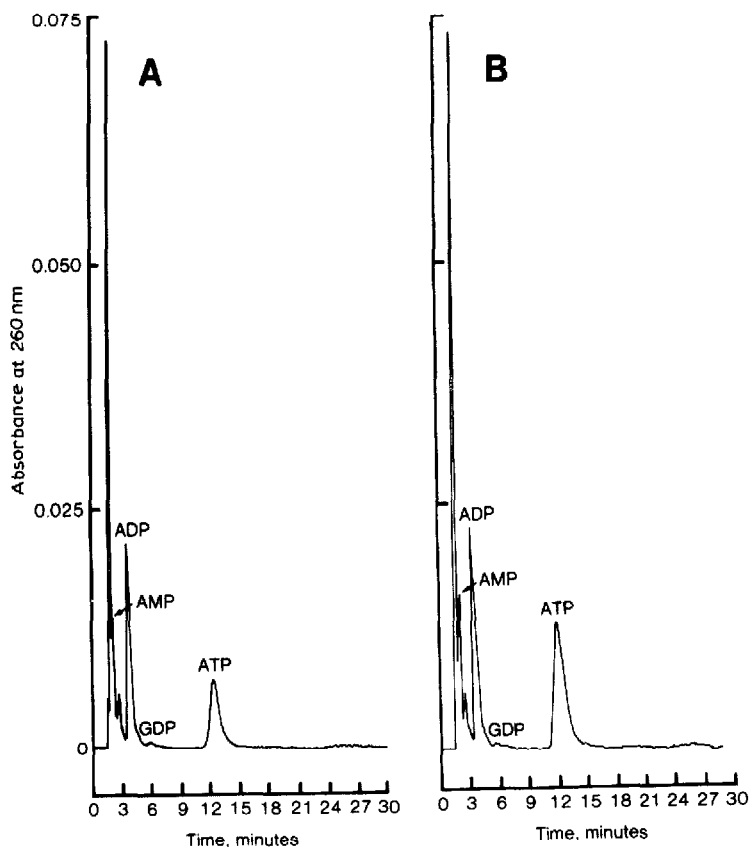 A
0.075
0.050
0.025
0
Absorbance at 260 nm
ADP
AMP
GDP
ATP
0 3 6 9 12 15 18 21 24 27 30
Time, minutes
B
ADP
AMP
GDP
ATP
0 3 6 9 12 15 18 21 24 27 30
Time, minutes